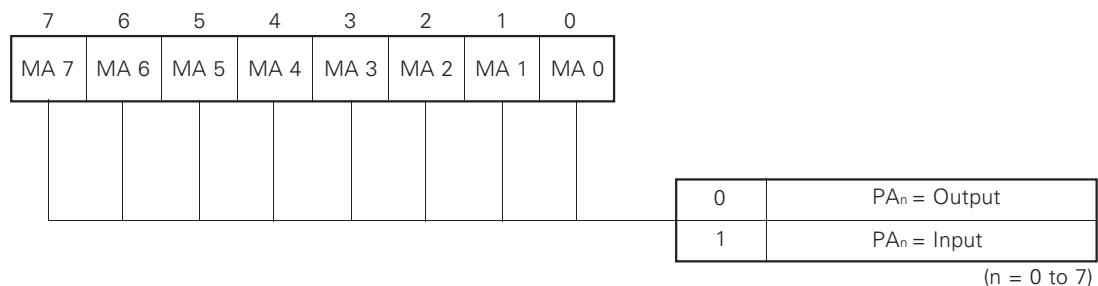 7 6 5 4 3 2 1 0
MA 7 MA 6 MA 5 MA 4 MA 3 MA 2 MA 1 MA 0
0 PAn = Output
1 PAn = Input
(n = 0 to 7)